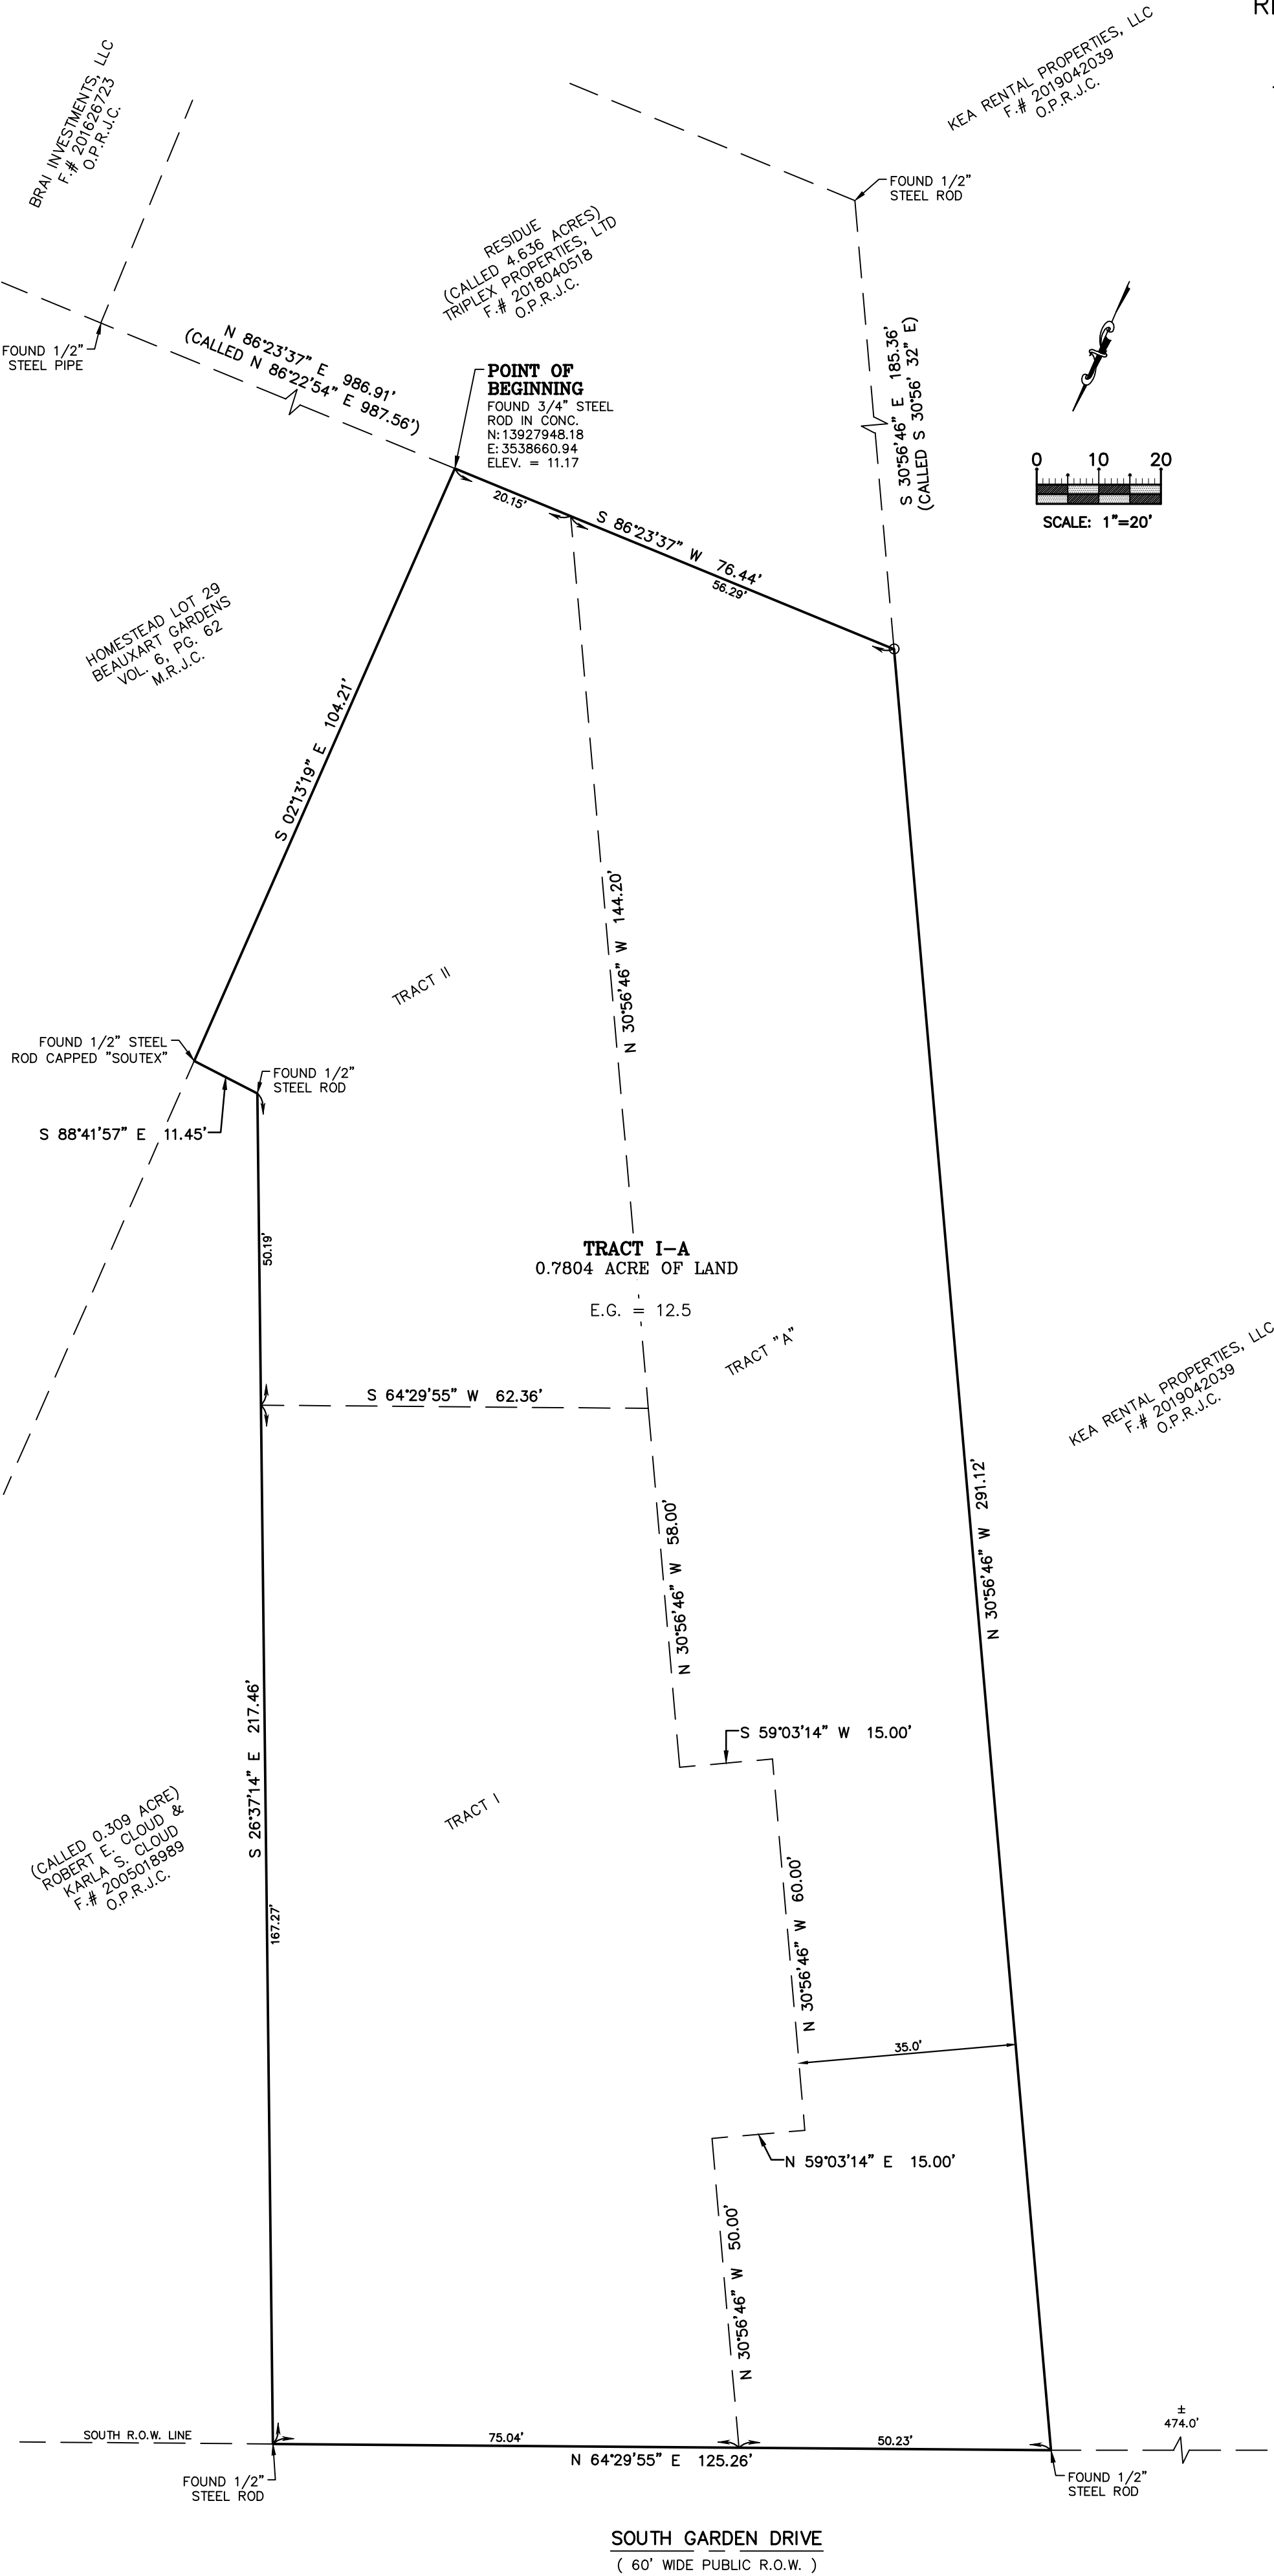 RI
BRAI INVESTMENTS, LLC
F.# 201626723
O.P.R.J.C.
KEA RENTAL PROPERTIES, LLC
F.# 2019042039
O.P.R.J.C.
FOUND 1/2"
STEEL ROD
RESIDUE
(CALLED 4.636 ACRES)
TRIPLEX PROPERTIES, LTD
F.# 2018040518
O.P.R.J.C.
FOUND 1/2"
STEEL PIPE
N 86°23'37" E 986.91'
(CALLED N 86°22'54" E 987.56')
POINT OF
BEGINNING
FOUND 3/4" STEEL
ROD IN CONC.
N:13927948.18
E:3538660.94
ELEV. = 11.17
S 30°56'46" E 185.36'
(CALLED S 30°56' 32" E)
0 10 20
SCALE: 1"=20'
20.15'
S 86°23'37" W 76.44'
56.29'
HOMESTEAD LOT 29
BEAUXART GARDENS
VOL. 6, PG. 62
M.R.J.C.
S 02°13'19" E 104.21'
N 30°56'46" W 144.20'
TRACT II
FOUND 1/2" STEEL
ROD CAPPED "SOUTEX"
FOUND 1/2"
STEEL ROD
S 88°41'57" E 11.45'
50.19'
TRACT I-A
0.7804 ACRE OF LAND
E.G. = 12.5
TRACT "A"
S 64°29'55" W 62.36'
KEA RENTAL PROPERTIES, LLC
F.# 2019042039
O.P.R.J.C.
N 30°56'46" W 291.12'
N 30°56'46" W 58.00'
S 59°03'14" W 15.00'
S 26°37'14" E 217.46'
TRACT I
(CALLED 0.309 ACRE)
ROBERT E. CLOUD &
KARLA S. CLOUD
F.# 2005018989
O.P.R.J.C.
167.27'
N 30°56'46" W 60.00'
35.0'
N 59°03'14" E 15.00'
N 30°56'46" W 50.00'
SOUTH R.O.W. LINE
75.04'
50.23'
±
474.0'
N 64°29'55" E 125.26'
FOUND 1/2"
STEEL ROD
FOUND 1/2"
STEEL ROD
SOUTH GARDEN DRIVE
( 60' WIDE PUBLIC R.O.W. )